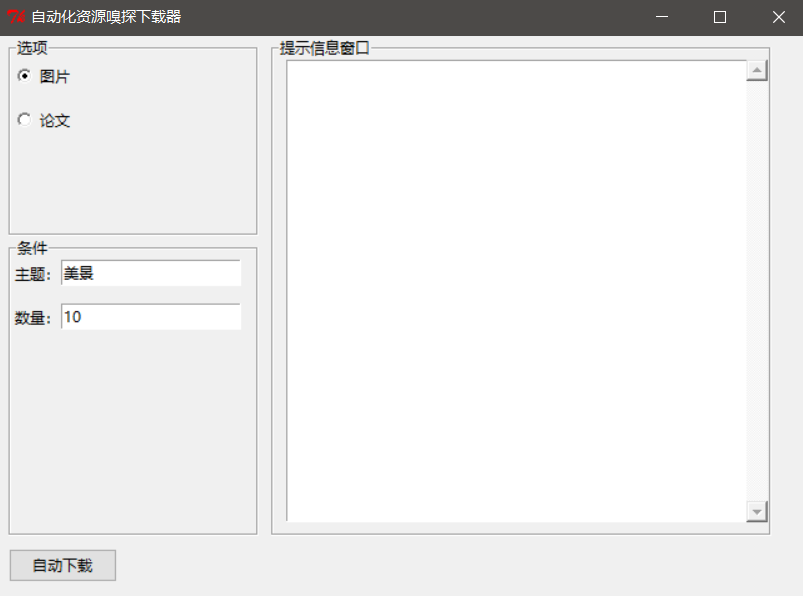 自动化资源嗅探下载器
选项
图片
论文
条件
主题：美景
数量：10
提示信息窗口
自动下载